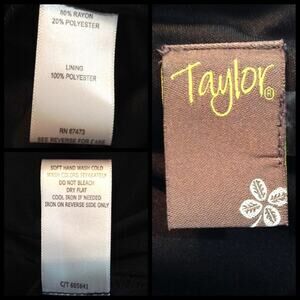 80% RAYON
20% POLYESTER
LINING
100% POLYESTER
RN 67473
SEE REVERSE FOR CARE
Taylor®
SOFT HAND WASH COLD
WASH COLORS SEPARATELY
DO NOT BLEACH
DRY FLAT
COOL IRON IF NEEDED
IRON ON REVERSE SIDE ONLY
C/T 665641